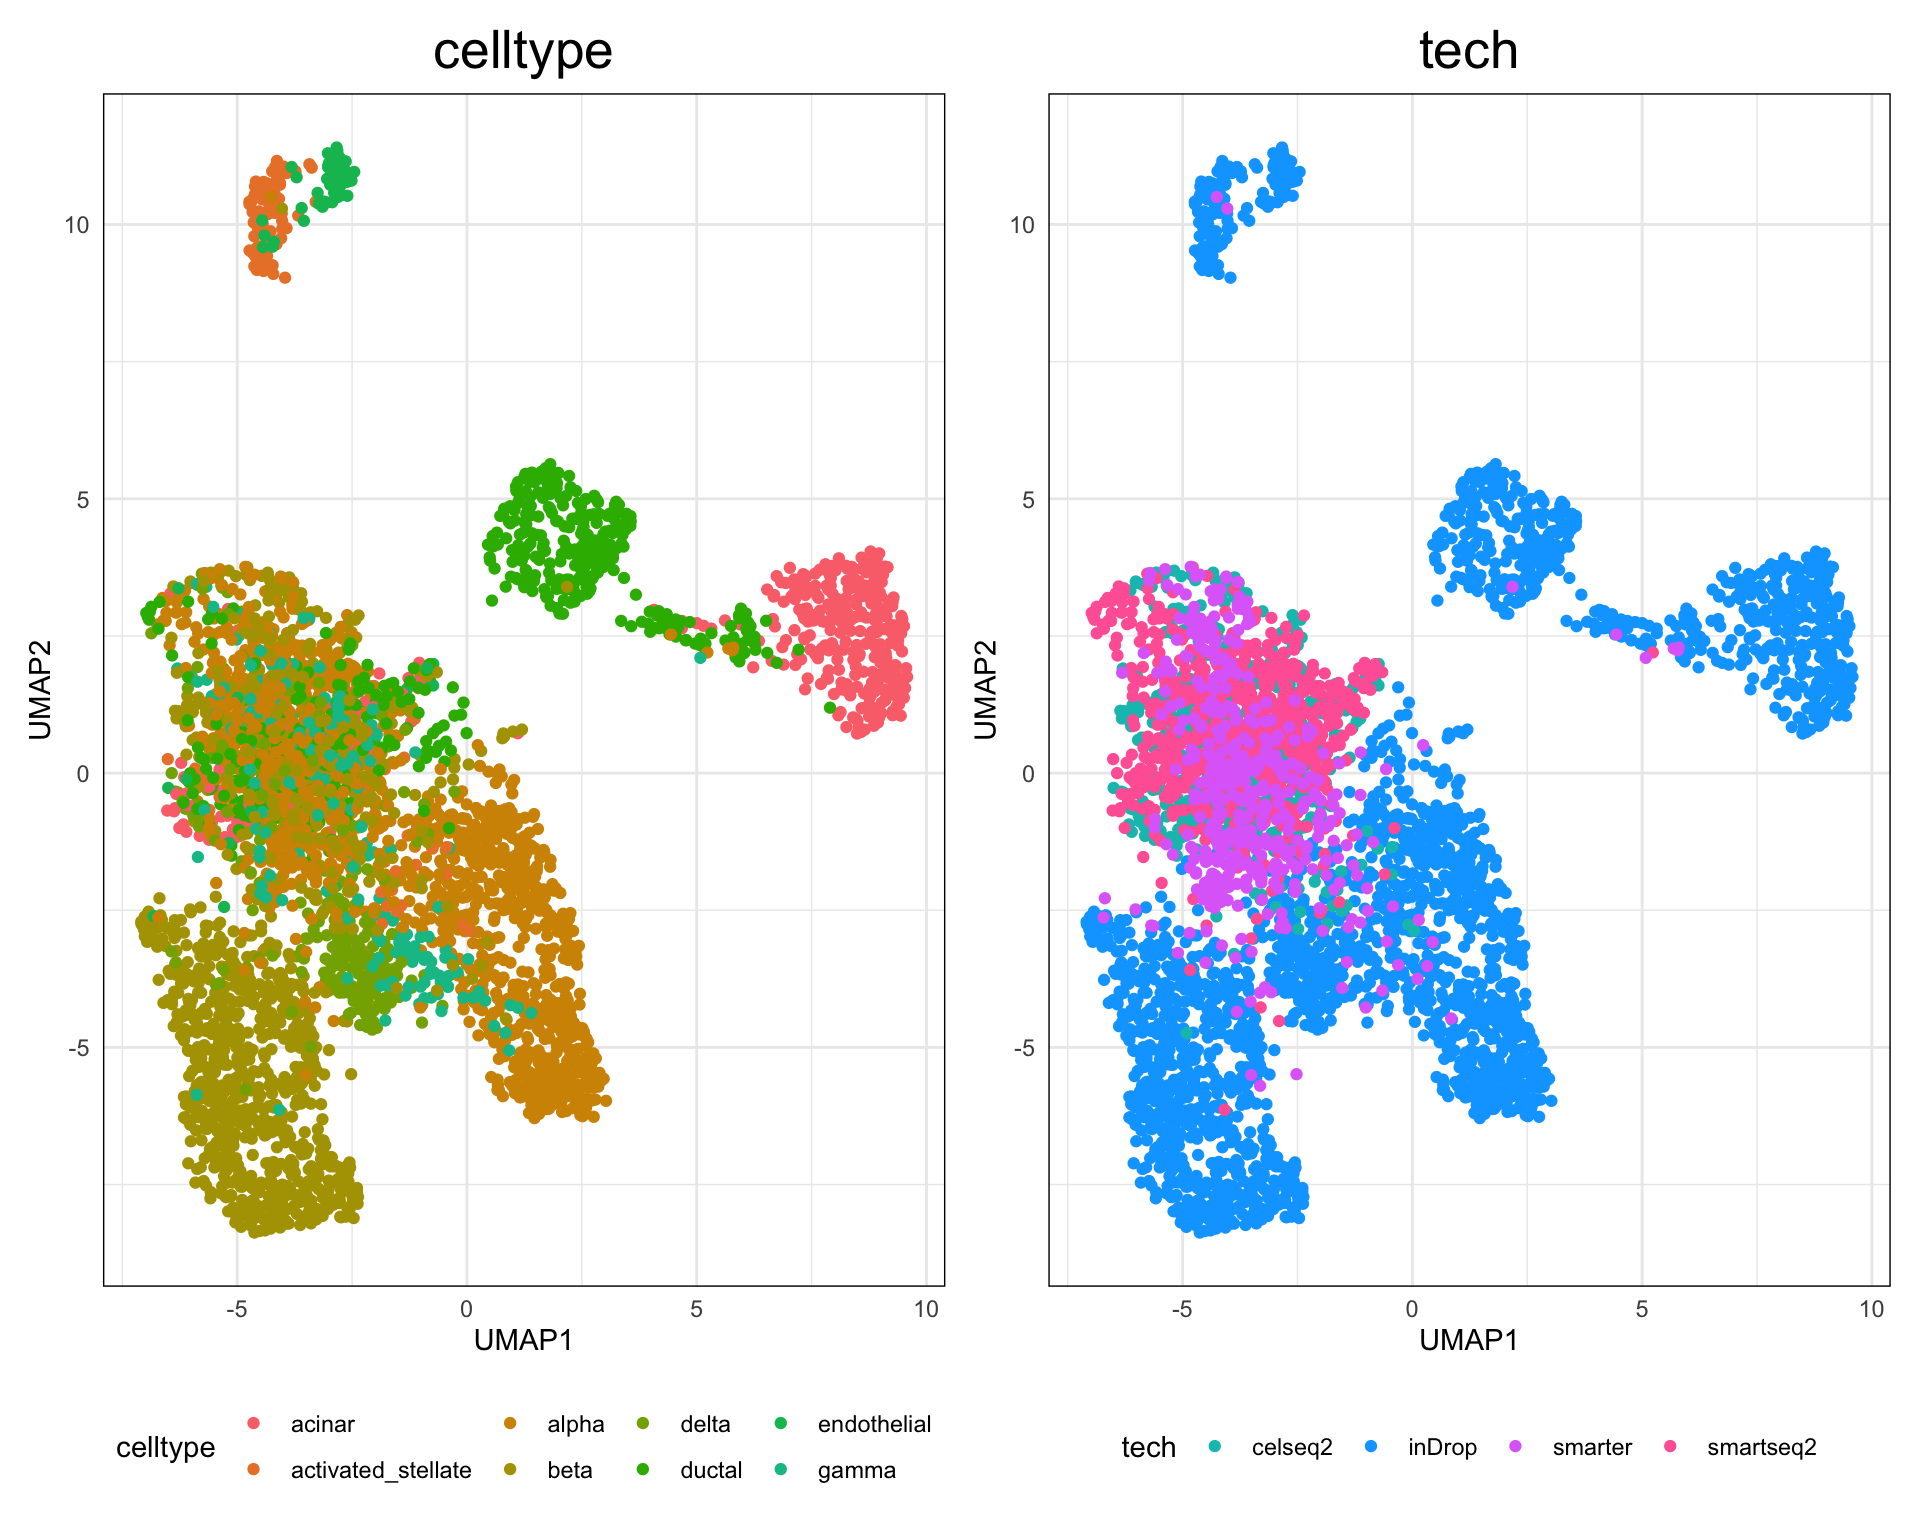 celltype
tech
UMAP2
10
5
0
-5
-5
0
5
10
UMAP1
UMAP2
10
5
0
-5
-5
0
5
10
UMAP1
celltype
acinar
alpha
delta
endothelial
activated_stellate
beta
ductal
gamma
tech
celseq2
inDrop
smarter
smartseq2